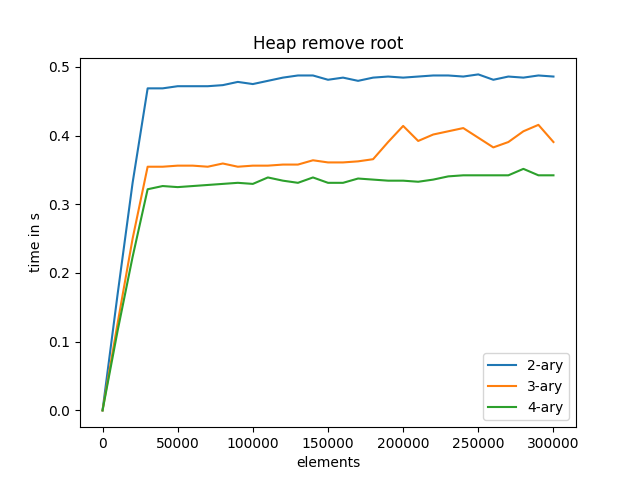 Heap remove root
0.5
0.4
0.3
0.2
0.1
0.0
time in s
0 50000 100000 150000 200000 250000 300000
elements
2-ary
3-ary
4-ary